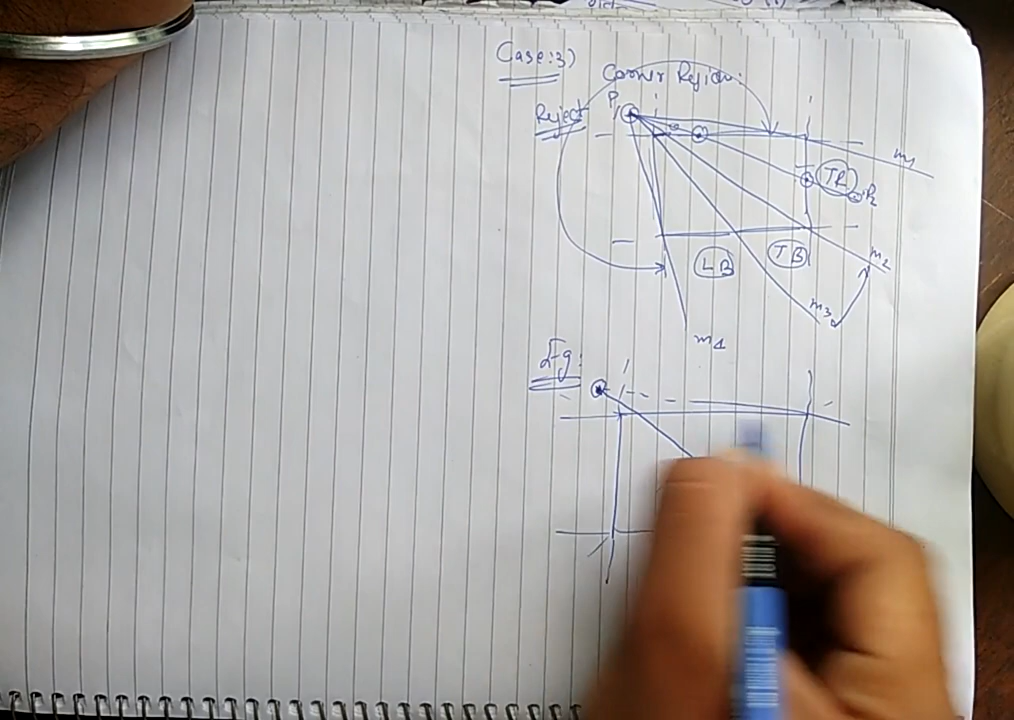 Case:3)
Corner Region:
Reject
P1
m1
TR
P2
LB
TB
m2
m3
m4
Eg: